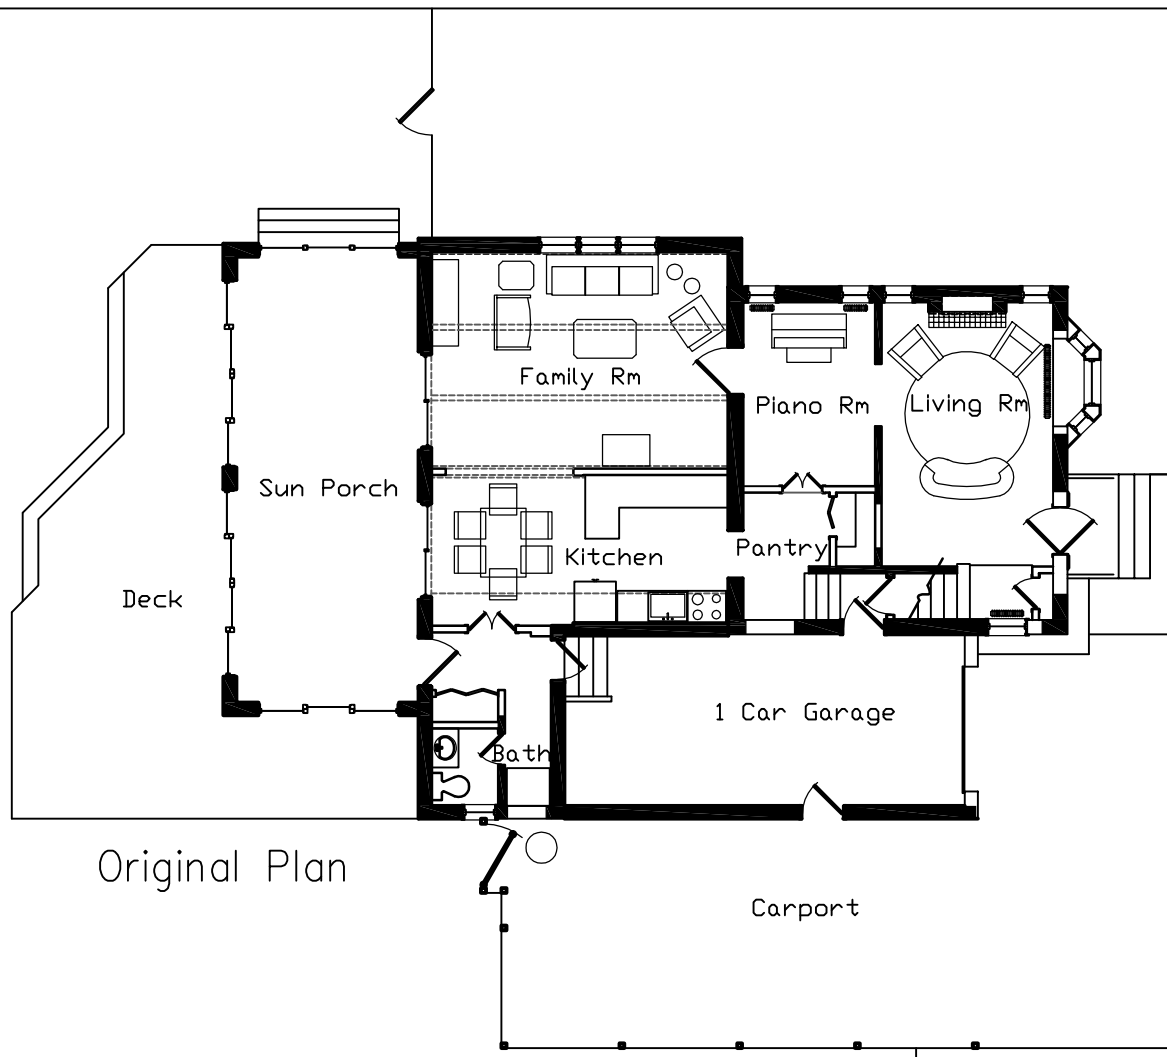 Family Rm
Piano Rm
Living Rm
Sun Porch
Kitchen
Pantry
Deck
1 Car Garage
Bath
Original Plan
Carport